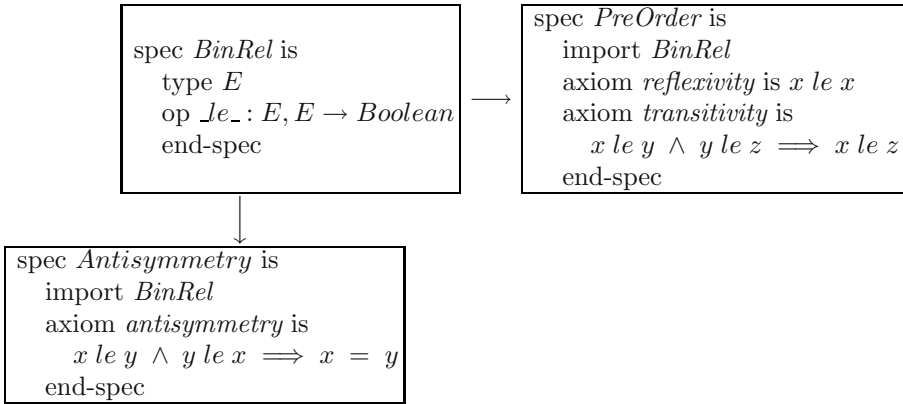 spec BinRel is
type E
op _le_ : E, E → Boolean
end-spec
spec PreOrder is
import BinRel
axiom reflexivity is x le x
axiom transitivity is
x le y ∧ y le z ⟹ x le z
end-spec
spec Antisymmetry is
import BinRel
axiom antisymmetry is
x le y ∧ y le x ⟹ x = y
end-spec